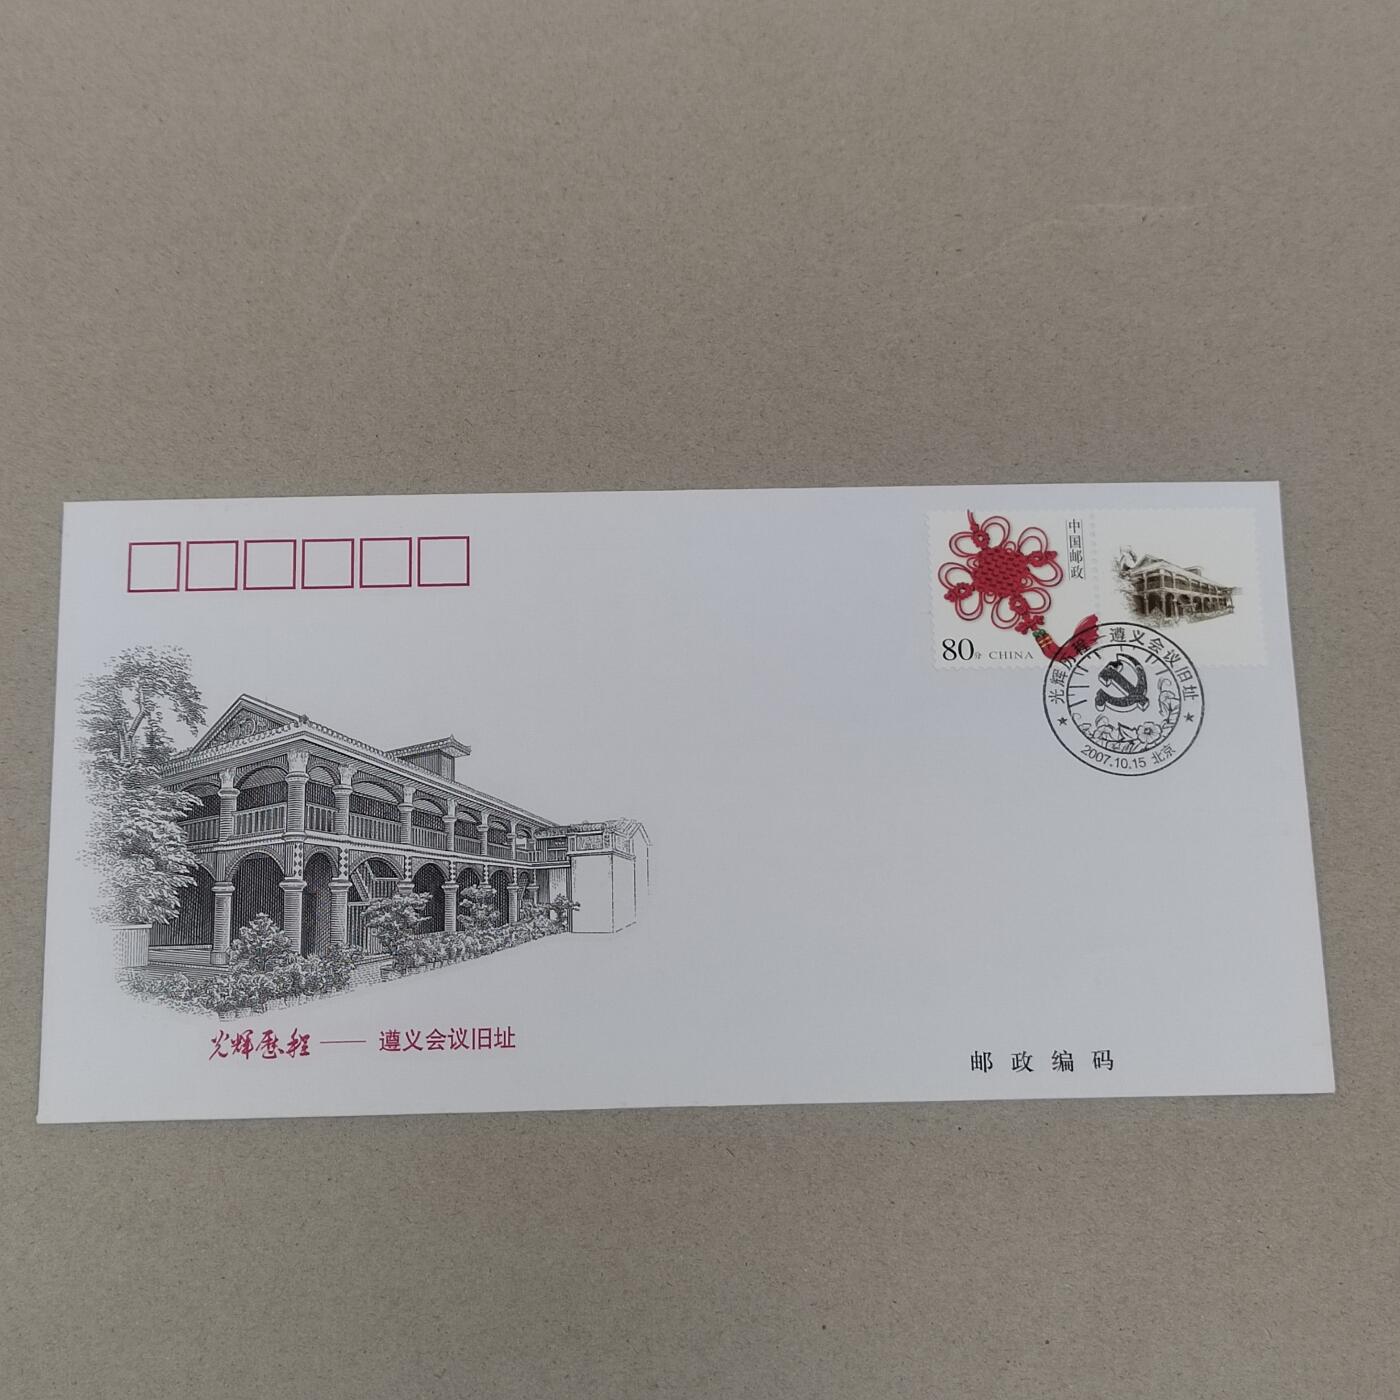 中国邮政
80分 CHINA
光辉历程—遵义会议旧址
2007.10.15 北京
光辉历程——遵义会议旧址
邮政编码